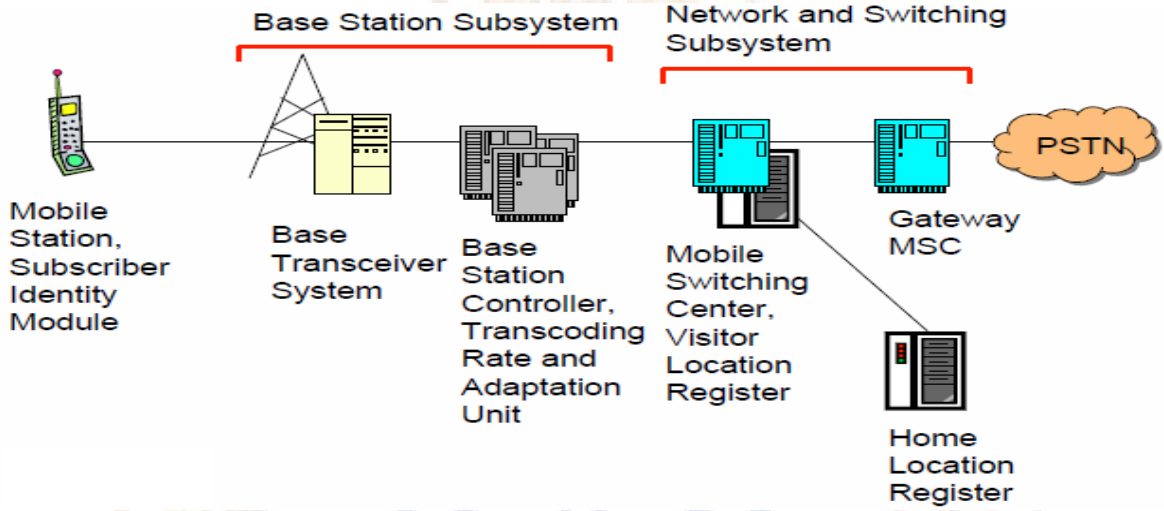 Base Station Subsystem
Network and Switching
Subsystem
PSTN
Mobile
Station,
Subscriber
Identity
Module
Base
Transceiver
System
Base
Station
Controller,
Transcoding
Rate and
Adaptation
Unit
Mobile
Switching
Center,
Visitor
Location
Register
Gateway
MSC
Home
Location
Register